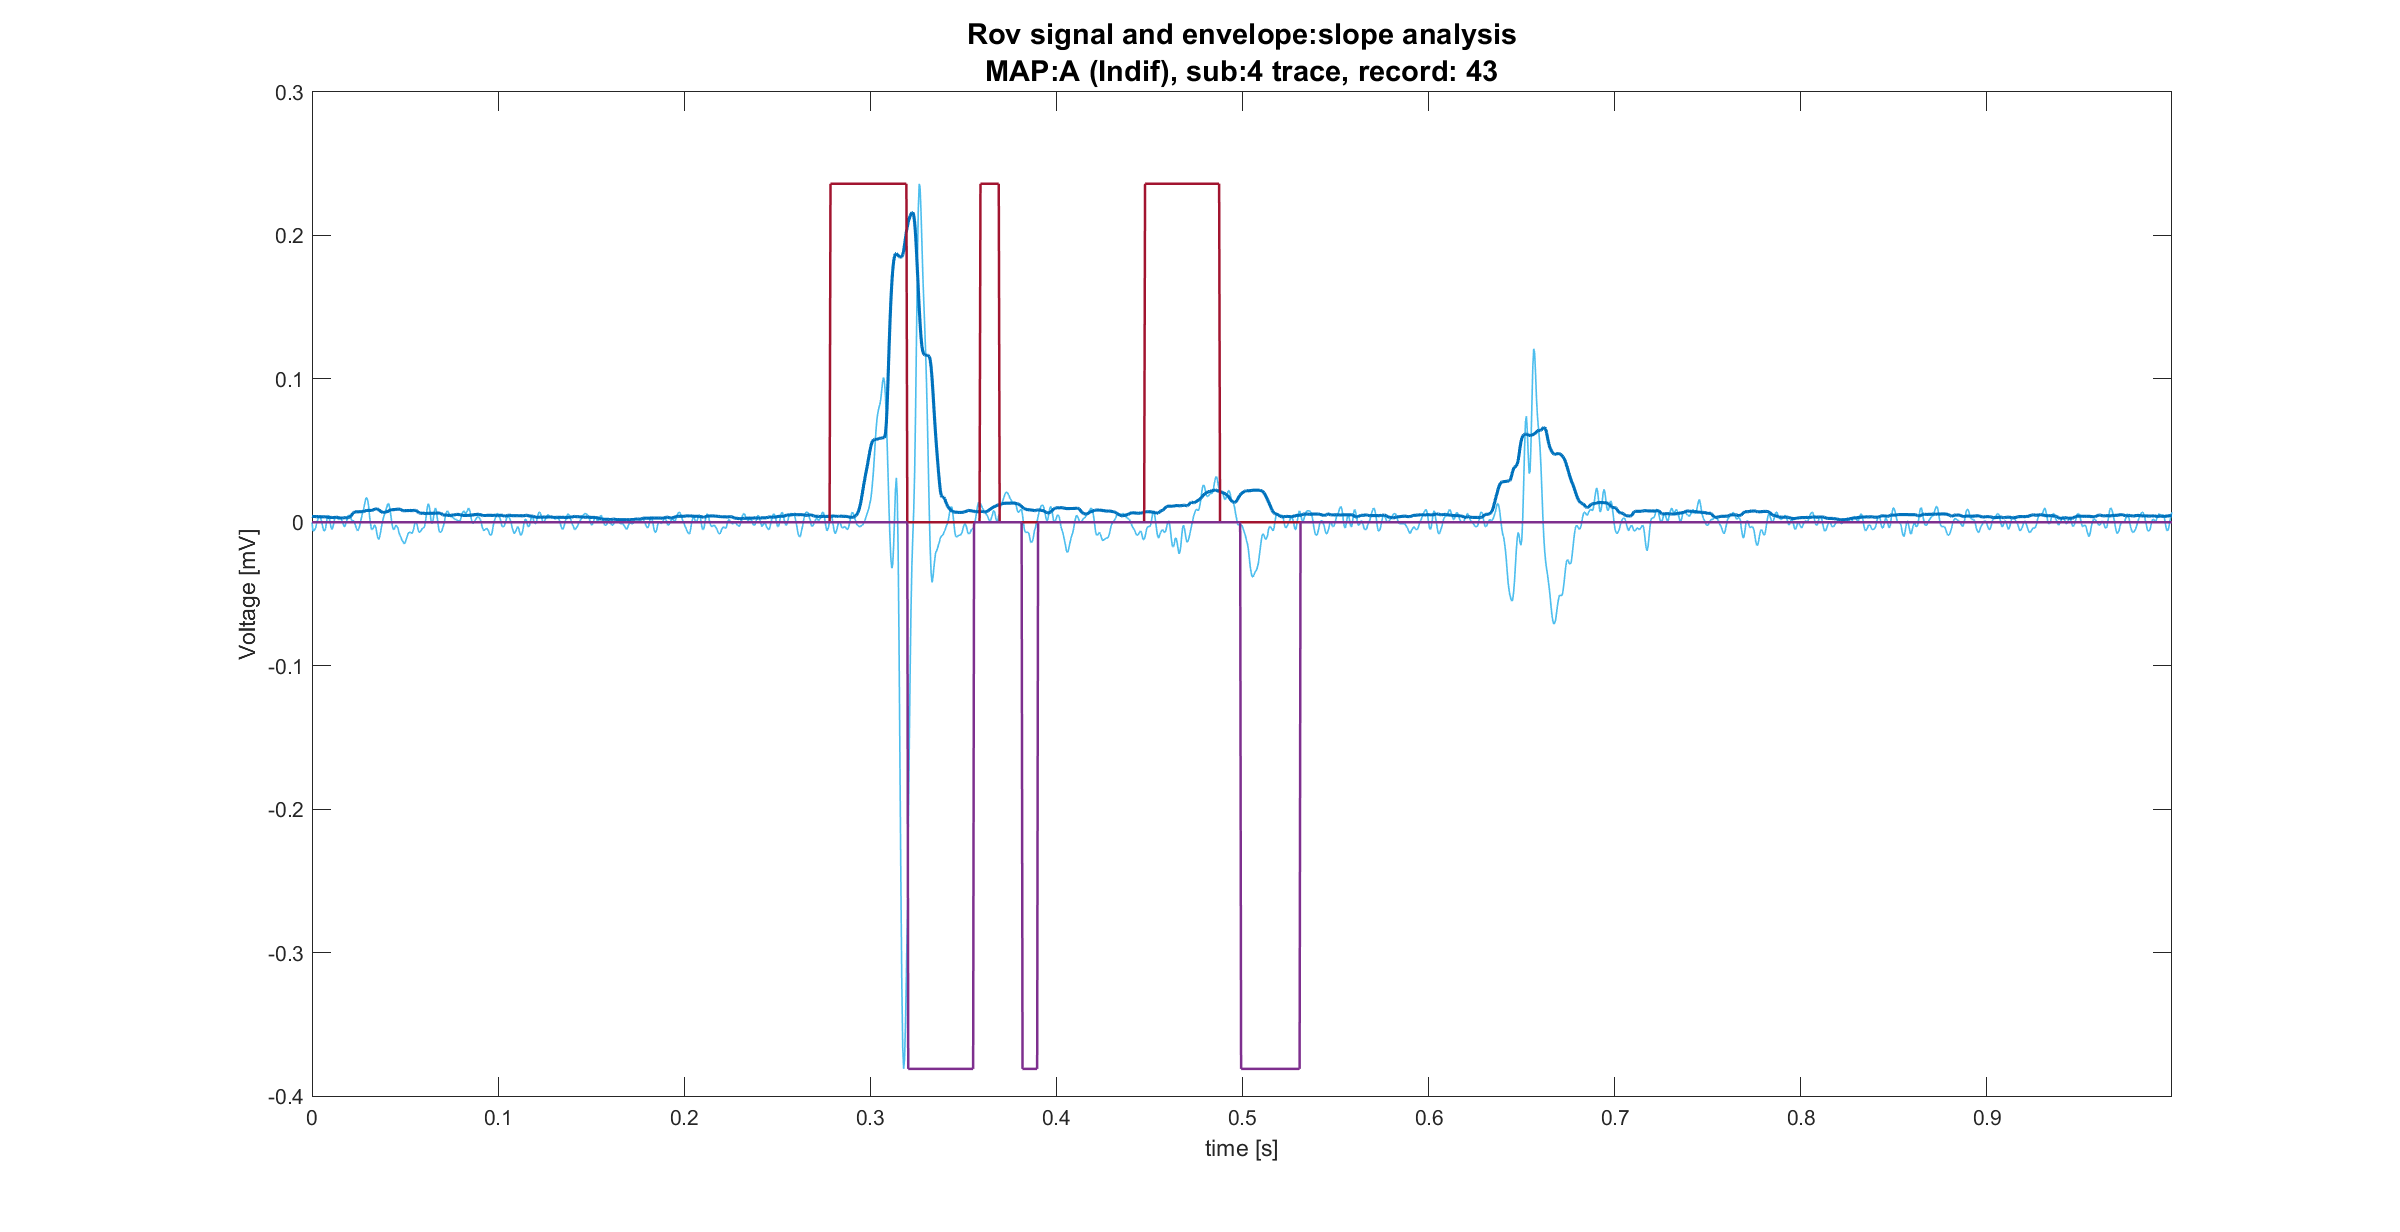 Rov signal and envelope:slope analysis
MAP:A (Indif), sub:4 trace, record: 43
0.3
0.2
0.1
0
-0.1
-0.2
-0.3
-0.4
Voltage [mV]
0 0.1 0.2 0.3 0.4 0.5 0.6 0.7 0.8 0.9
time [s]